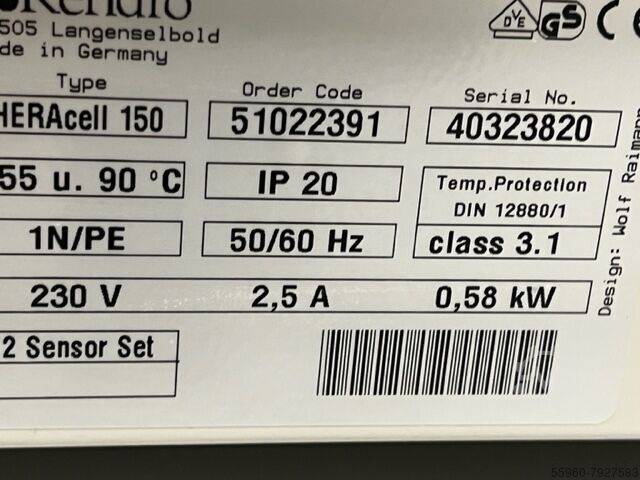 Kendro
505 Langenselbold
de in Germany
DVE GS
Type Order Code Serial No.
HERAcell 150 51022391 40323820
55 u. 90 °C IP 20 Temp.Protection
DIN 12880/1
1N/PE 50/60 Hz class 3.1
230 V 2,5 A 0,58 kW
2 Sensor Set
Design: Wolf Raimann
55960-7927583